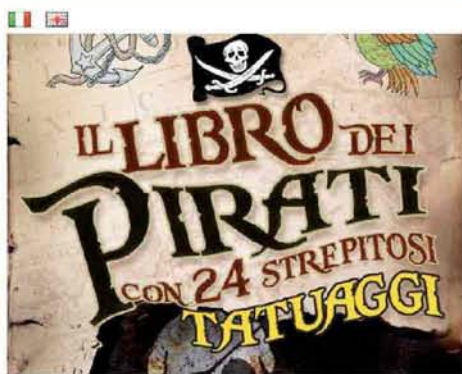 IL LIBRO DEI
PIRATI
CON 24 STREPITOSI
TATUAGGI